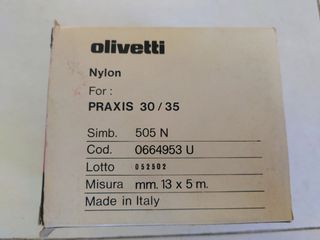 olivetti
Nylon
For :
PRAXIS 30 / 35
Simb. 505 N
Cod. 0664953 U
Lotto 052502
Misura mm. 13 x 5 m.
Made in Italy